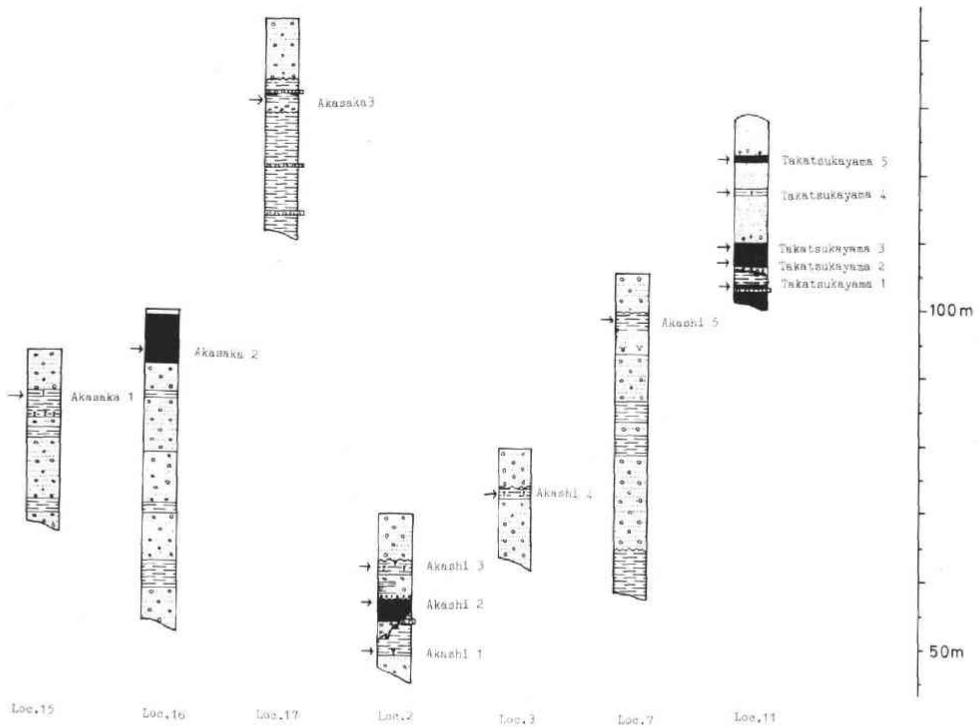 Akasaka 3
Takatsukayama 5
Takatsukayama 4
Takatsukayama 3
Takatsukayama 2
Takatsukayama 1
100m
Akashi 5
Akasaka 2
Akasaka 1
Akashi 4
Akashi 3
Akashi 2
Akashi 1
50m
Loc.15
Loc.16
Loc.17
Loc.2
Loc.3
Loc.7
Loc.11